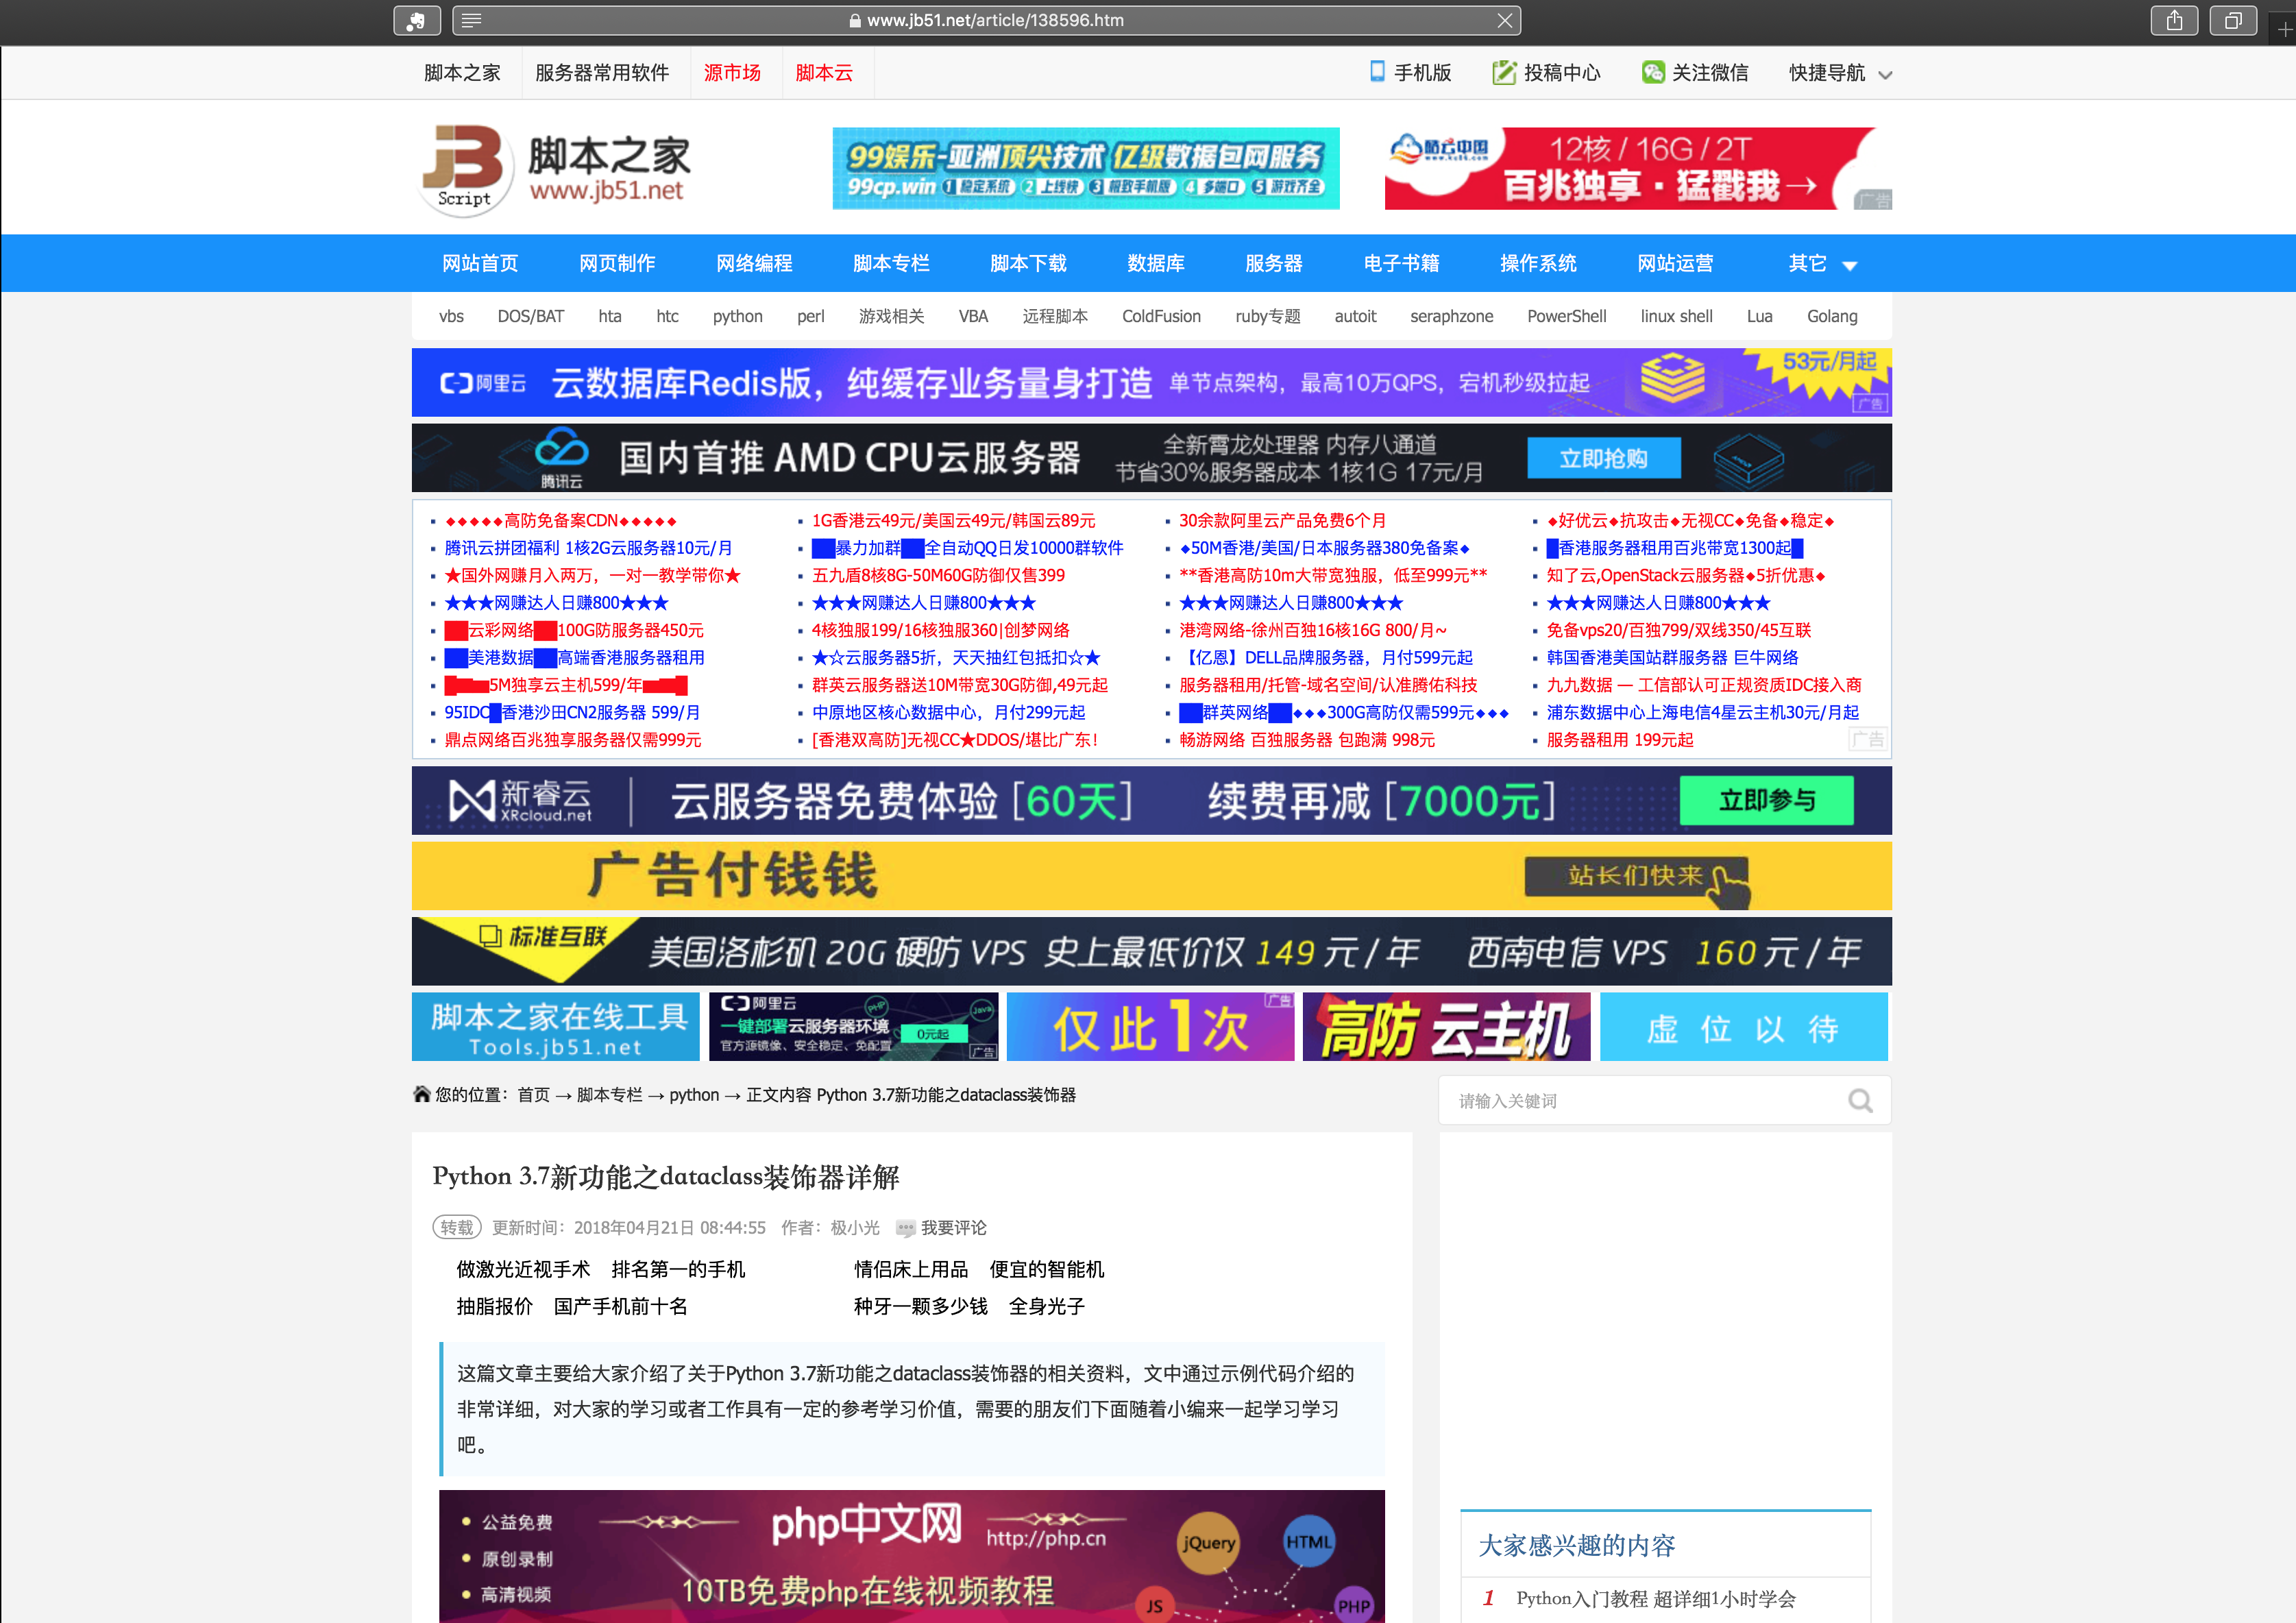 www.jb51.net/article/138596.htm
脚本之家 服务器常用软件 源市场 脚本云 手机版 投稿中心 关注微信 快捷导航
JB Script 脚本之家 www.jb51.net
99娱乐-亚洲顶尖技术 亿级数据包网服务
99cp.win 1 稳定系统 2 上线快 3 极致手机版 4 多端口 5 游戏齐全
酷云中国 12核 / 16G / 2T
百兆独享 · 猛戳我→ 广告
网站首页 网页制作 网络编程 脚本专栏 脚本下载 数据库 服务器 电子书籍 操作系统 网站运营 其它
vbs DOS/BAT hta htc python perl 游戏相关 VBA 远程脚本 ColdFusion ruby专题 autoit seraphzone PowerShell linux shell Lua Golang
阿里云 云数据库Redis版，纯缓存业务量身打造 单节点架构，最高10万QPS，宕机秒级拉起 53元/月起 广告
腾讯云 国内首推 AMD CPU云服务器 全新霄龙处理器 内存八通道 立即抢购
节省30%服务器成本 1核1G 17元/月
◆◆◆◆◆高防免备案CDN◆◆◆◆◆ 1G香港云49元/美国云49元/韩国云89元 30余款阿里云产品免费6个月 ◆好优云◆抗攻击◆无视CC◆免备◆稳定◆
腾讯云拼团福利 1核2G云服务器10元/月 ██暴力加群██全自动QQ日发10000群软件 ◆50M香港/美国/日本服务器380免备案◆ █香港服务器租用百兆带宽1300起█
★国外网赚月入两万，一对一教学带你★ 五九盾8核8G-50M60G防御仅售399 **香港高防10m大带宽独服，低至999元** 知了云,OpenStack云服务器◆5折优惠◆
★★★网赚达人日赚800★★★ ★★★网赚达人日赚800★★★ ★★★网赚达人日赚800★★★ ★★★网赚达人日赚800★★★
██云彩网络██100G防服务器450元 4核独服199/16核独服360|创梦网络 港湾网络-徐州百独16核16G 800/月~ 免备vps20/百独799/双线350/45互联
██美港数据██高端香港服务器租用 ★☆云服务器5折，天天抽红包抵扣☆★ 【亿恩】DELL品牌服务器，月付599元起 韩国香港美国站群服务器 巨牛网络
█▇▆▅5M独享云主机599/年▅▆▇█ 群英云服务器送10M带宽30G防御,49元起 服务器租用/托管-域名空间/认准腾佑科技 九九数据 — 工信部认可正规资质IDC接入商
95IDC█香港沙田CN2服务器 599/月 中原地区核心数据中心，月付299元起 ██群英网络██◆◆◆300G高防仅需599元◆◆◆ 浦东数据中心上海电信4星云主机30元/月起
鼎点网络百兆独享服务器仅需999元 [香港双高防]无视CC★DDOS/堪比广东! 畅游网络 百独服务器 包跑满 998元 服务器租用 199元起 广告
新睿云 XRcloud.net 云服务器免费体验 [60天] 续费再减 [7000元] 立即参与
广告付钱钱 站长们快来
标准互联 美国洛杉矶 20G 硬防 VPS 史上最低价仅 149 元 / 年 西南电信 VPS 160 元 / 年
脚本之家在线工具 Tools.jb51.net
阿里云 PHP Java 一键部署云服务器环境 0元起 官方源镜像、安全稳定、免配置 广告
仅此1次 广告
高防 云主机
虚位以待
您的位置：首页 → 脚本专栏 → python → 正文内容 Python 3.7新功能之dataclass装饰器
请输入关键词
Python 3.7新功能之dataclass装饰器详解
转载 更新时间：2018年04月21日 08:44:55 作者：极小光 我要评论
做激光近视手术 排名第一的手机 情侣床上用品 便宜的智能机
抽脂报价 国产手机前十名 种牙一颗多少钱 全身光子
这篇文章主要给大家介绍了关于Python 3.7新功能之dataclass装饰器的相关资料，文中通过示例代码介绍的
非常详细，对大家的学习或者工作具有一定的参考学习价值，需要的朋友们下面随着小编来一起学习学习
吧。
公益免费
原创录制
高清视频
php中文网 http://php.cn
10TB免费php在线视频教程
jQuery HTML JS PHP
大家感兴趣的内容
1 Python入门教程 超详细1小时学会